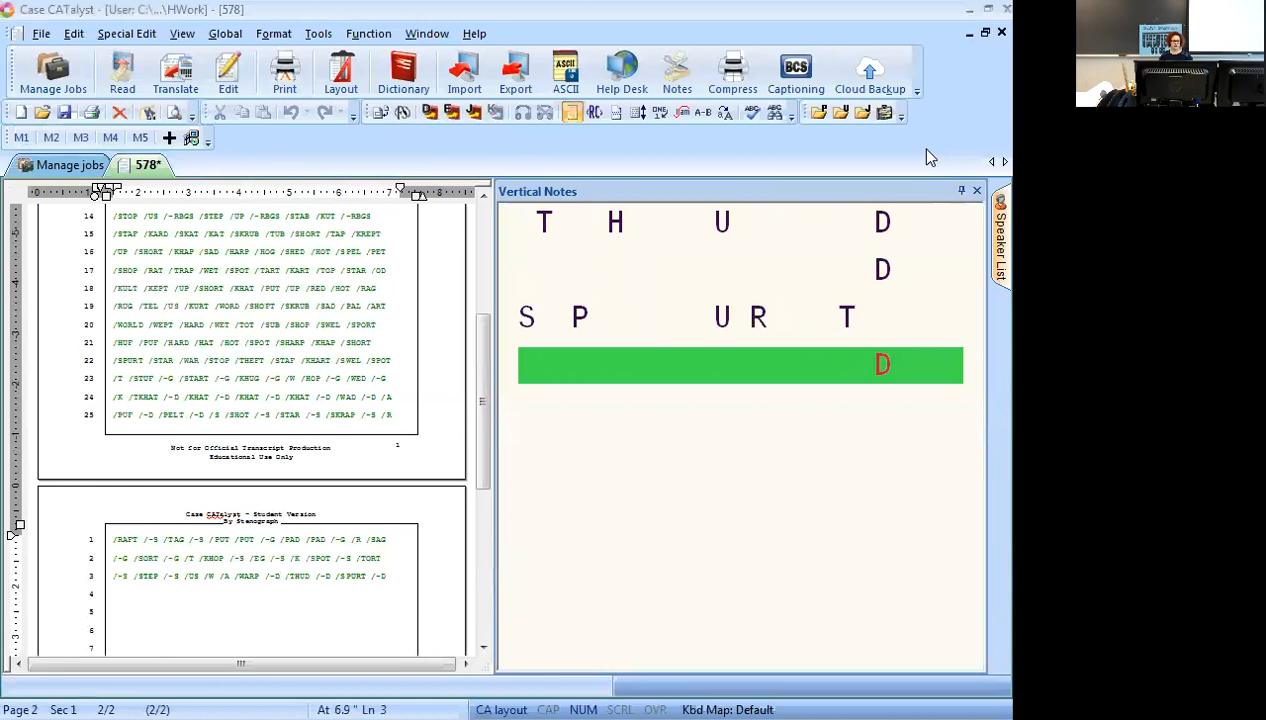 Case CATalyst - [User: C:\...\HWork] - [578]
File Edit Special Edit View Global Format Tools Function Window Help
Manage Jobs Read Translate Edit Print Layout Dictionary Import Export ASCII Help Desk Notes Compress Captioning Cloud Backup
M1 M2 M3 M4 M5
Manage jobs 578*
Vertical Notes
Speaker List
14 /STOP /US /-RBGS /STEP /UP /-RBGS /STAB /KUT /-RBGS
15 /STAF /KARD /SKAT /KAT /SKRUB /TUB /SHORT /TAP /KREPT
16 /UP /SHORT /KHAP /SAD /HARP /HOG /SHED /HOT /SPEL /PET
17 /SHOP /RAT /TRAP /WET /SPOT /TART /KART /TOP /STAR /OD
18 /KULT /KEPT /UP /SHORT /KHAT /PUT /UP /RED /HOT /RAG
19 /RUG /TEL /US /KURT /WORD /SHOFT /SKRUB /SAD /PAL /ART
20 /WORLD /WEPT /HARD /WET /TOT /SUB /SHOP /SWEL /SPORT
21 /HUF /PUF /HARD /HAT /HOT /SPOT /SHARP /KHAP /SHORT
22 /SPURT /STAR /WAR /STOP /THEFT /STAF /KHART /SWEL /SPOT
23 /T /STUF /-G /START /-G /KHUG /-G /W /HOP /-G /WED /-G
24 /K /TKHAT /-D /KHAT /-D /KHAT /-D /KHAT /-D /WAD /-D /A
25 /PUF /-D /PELT /-D /S /SHOT /-S /STAR /-S /SKRAP /-S /R
Not for Official Transcript Production 1
Educational Use Only
Case CATalyst - Student Version
By Stenograph
1 /RAFT /-S /TAG /-S /PUT /PUT /-G /PAD /PAD /-G /R /SAG
2 /-G /SORT /-G /T /KHOP /-S /EG /-S /K /SPOT /-S /TORT
3 /-S /STEP /-S /US /W /A /WARP /-D /THUD /-D /SPURT /-D
4
5
6
7
T H U D
D
S P U R T
D
Page 2 Sec 1 2/2 (2/2) At 6.9 " Ln 3 CA layout CAP NUM SCRL OVR Kbd Map: Default